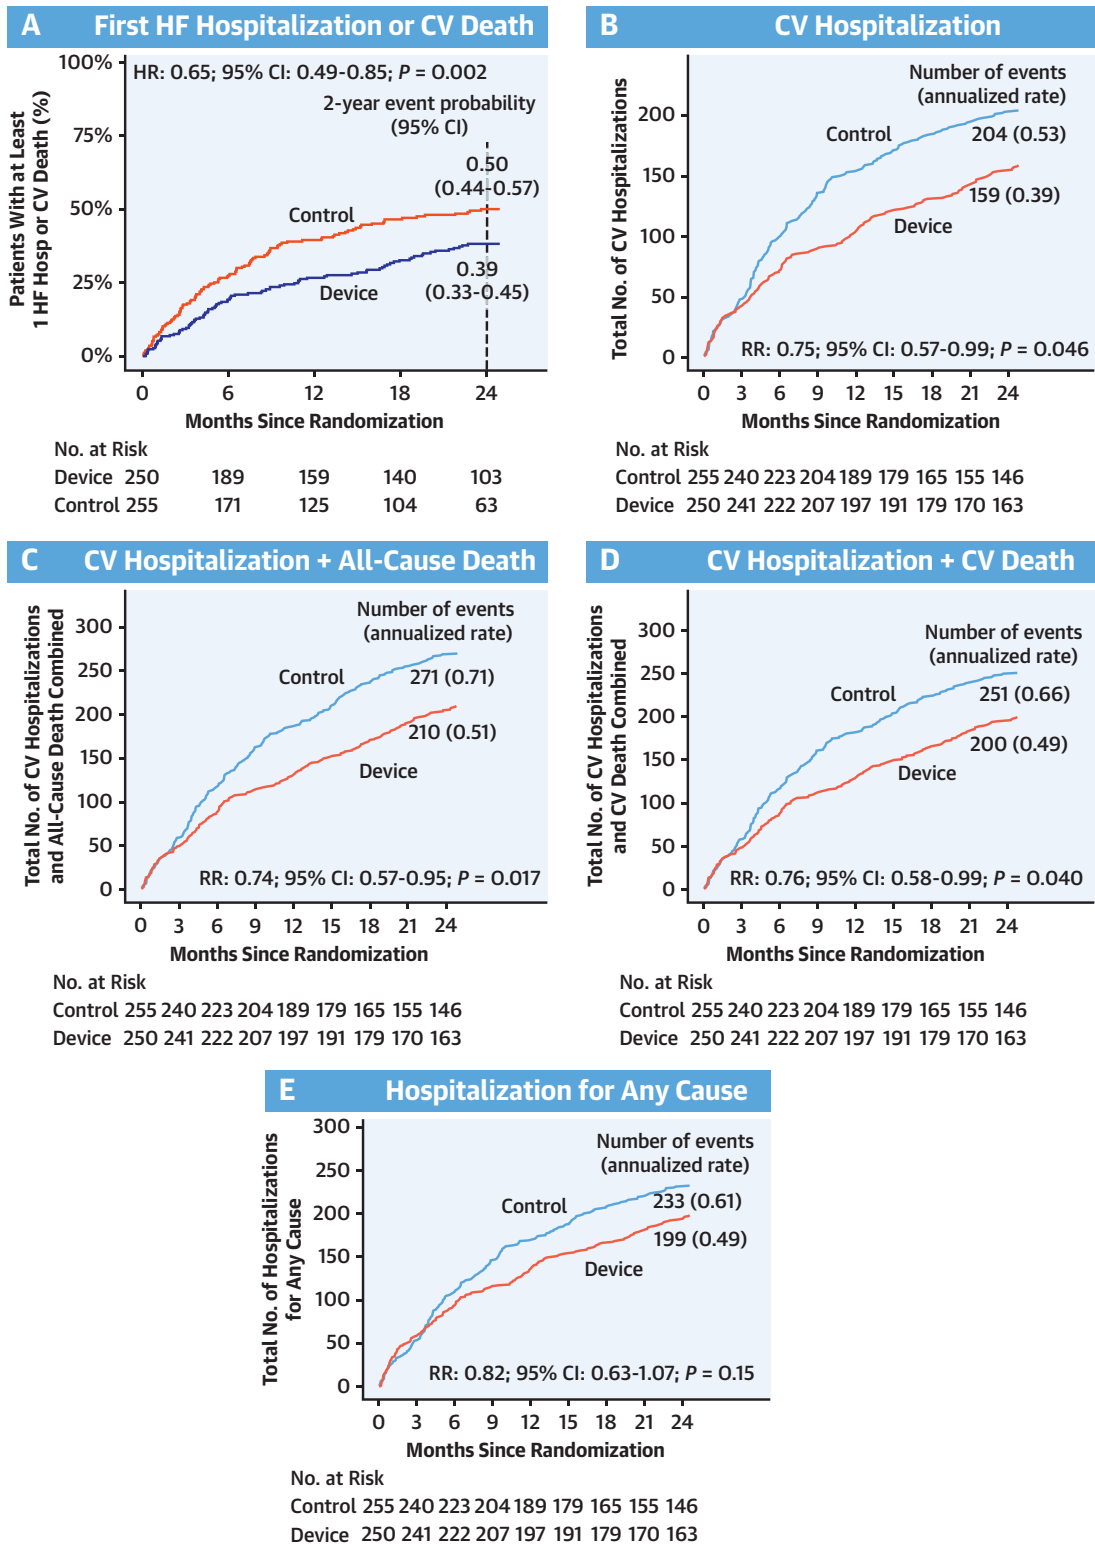 A First HF Hospitalization or CV Death
100%
75%
50%
25%
0%
Patients With at Least
1 HF Hosp or CV Death (%)
HR: 0.65; 95% CI: 0.49-0.85; P = 0.002
2-year event probability
(95% CI)
0.50
(0.44-0.57)
Control
0.39
(0.33-0.45)
Device
0 6 12 18 24
Months Since Randomization
No. at Risk
Device 250 189 159 140 103
Control 255 171 125 104 63
B CV Hospitalization
Total No. of CV Hospitalizations
200
150
100
50
0
Number of events
(annualized rate)
Control
204 (0.53)
159 (0.39)
Device
RR: 0.75; 95% CI: 0.57-0.99; P = 0.046
0 3 6 9 12 15 18 21 24
Months Since Randomization
No. at Risk
Control 255 240 223 204 189 179 165 155 146
Device 250 241 222 207 197 191 179 170 163
C CV Hospitalization + All-Cause Death
Total No. of CV Hospitalizations
and All-Cause Death Combined
300
250
200
150
100
50
0
Number of events
(annualized rate)
Control
271 (0.71)
210 (0.51)
Device
RR: 0.74; 95% CI: 0.57-0.95; P = 0.017
0 3 6 9 12 15 18 21 24
Months Since Randomization
No. at Risk
Control 255 240 223 204 189 179 165 155 146
Device 250 241 222 207 197 191 179 170 163
D CV Hospitalization + CV Death
Total No. of CV Hospitalizations
and CV Death Combined
300
250
200
150
100
50
0
Number of events
(annualized rate)
Control
251 (0.66)
200 (0.49)
Device
RR: 0.76; 95% CI: 0.58-0.99; P = 0.040
0 3 6 9 12 15 18 21 24
Months Since Randomization
No. at Risk
Control 255 240 223 204 189 179 165 155 146
Device 250 241 222 207 197 191 179 170 163
E Hospitalization for Any Cause
Total No. of Hospitalizations
for Any Cause
300
250
200
150
100
50
0
Number of events
(annualized rate)
Control
233 (0.61)
199 (0.49)
Device
RR: 0.82; 95% CI: 0.63-1.07; P = 0.15
0 3 6 9 12 15 18 21 24
Months Since Randomization
No. at Risk
Control 255 240 223 204 189 179 165 155 146
Device 250 241 222 207 197 191 179 170 163